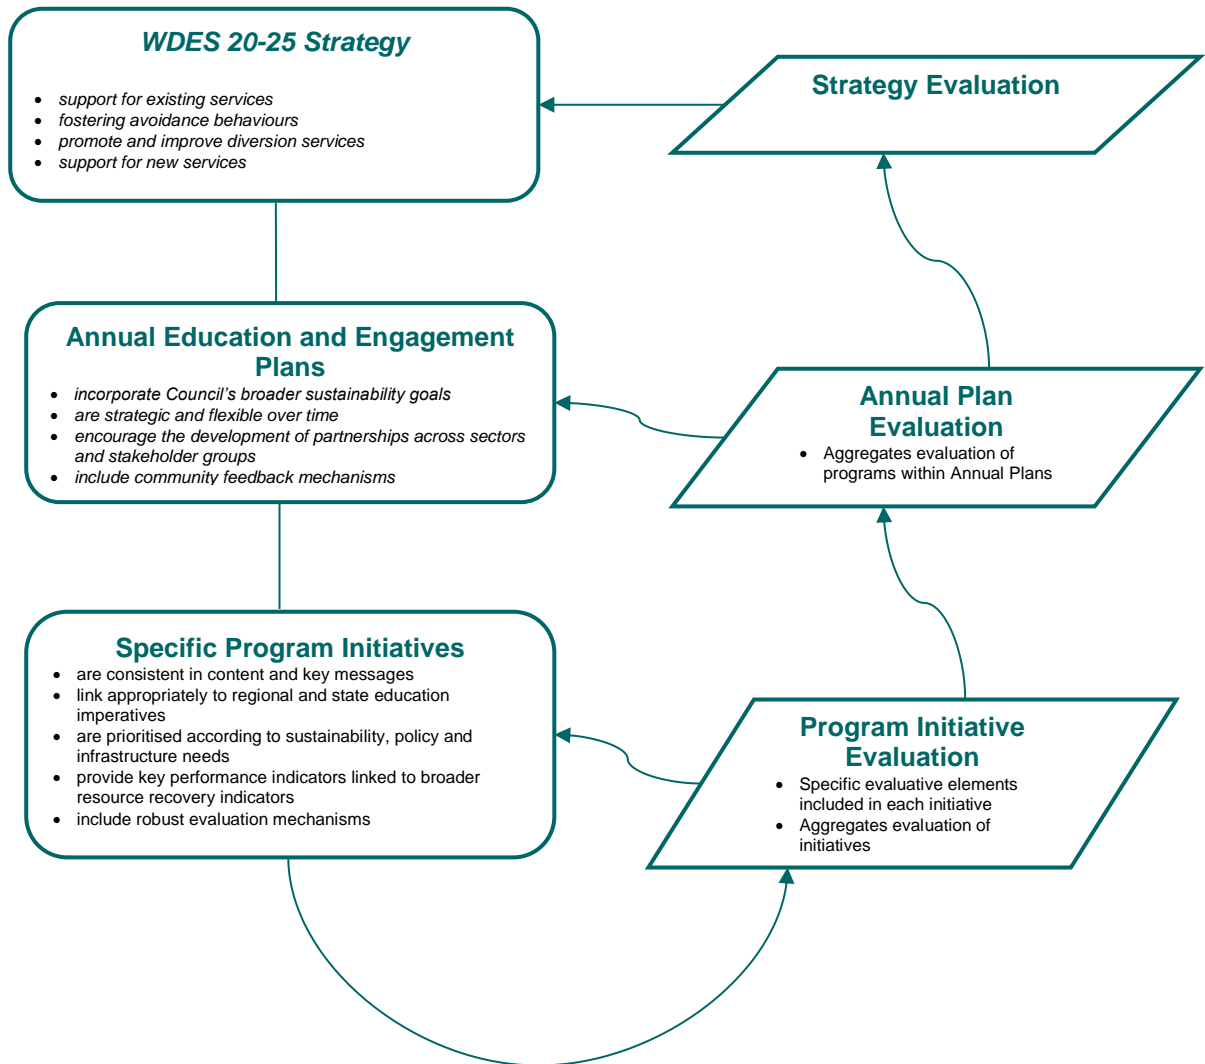 WDES 20-25 Strategy
• support for existing services
• fostering avoidance behaviours
• promote and improve diversion services
• support for new services
Strategy Evaluation
Annual Education and Engagement
Plans
• incorporate Council’s broader sustainability goals
• are strategic and flexible over time
• encourage the development of partnerships across sectors
and stakeholder groups
• include community feedback mechanisms
Annual Plan
Evaluation
• Aggregates evaluation of
programs within Annual Plans
Specific Program Initiatives
• are consistent in content and key messages
• link appropriately to regional and state education
imperatives
• are prioritised according to sustainability, policy and
infrastructure needs
• provide key performance indicators linked to broader
resource recovery indicators
• include robust evaluation mechanisms
Program Initiative
Evaluation
• Specific evaluative elements
included in each initiative
• Aggregates evaluation of
initiatives